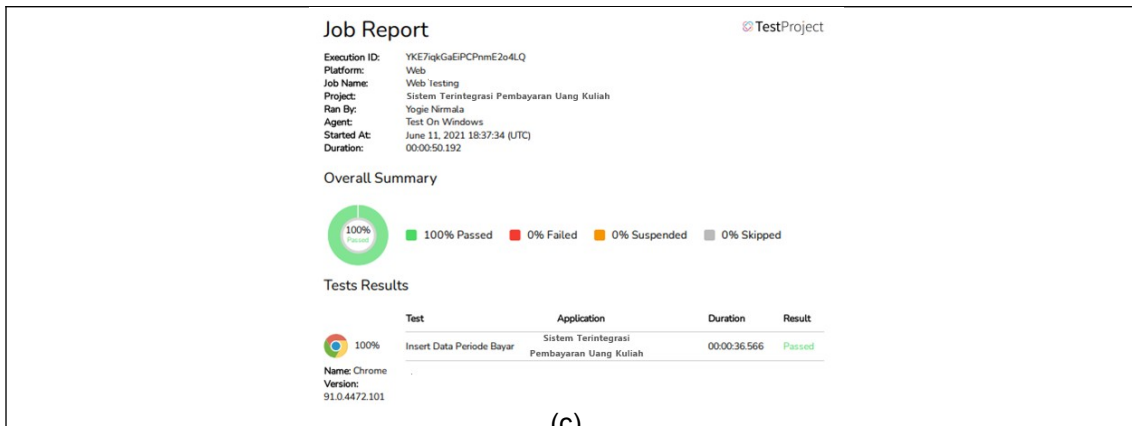 Job Report
TestProject
Execution ID: YKE7iqkGaEiPCPnmE2o4LQ
Platform: Web
Job Name: Web Testing
Project: Sistem Terintegrasi Pembayaran Uang Kuliah
Ran By: Yogie Nirmala
Agent: Test On Windows
Started At: June 11, 2021 18:37:34 (UTC)
Duration: 00:00:50.192
Overall Summary
100%
Passed
100% Passed 0% Failed 0% Suspended 0% Skipped
Tests Results
Test Application Duration Result
100% Insert Data Periode Bayar Sistem Terintegrasi Pembayaran Uang Kuliah 00:00:36.566 Passed
Name: Chrome
Version:
91.0.4472.101
(c)